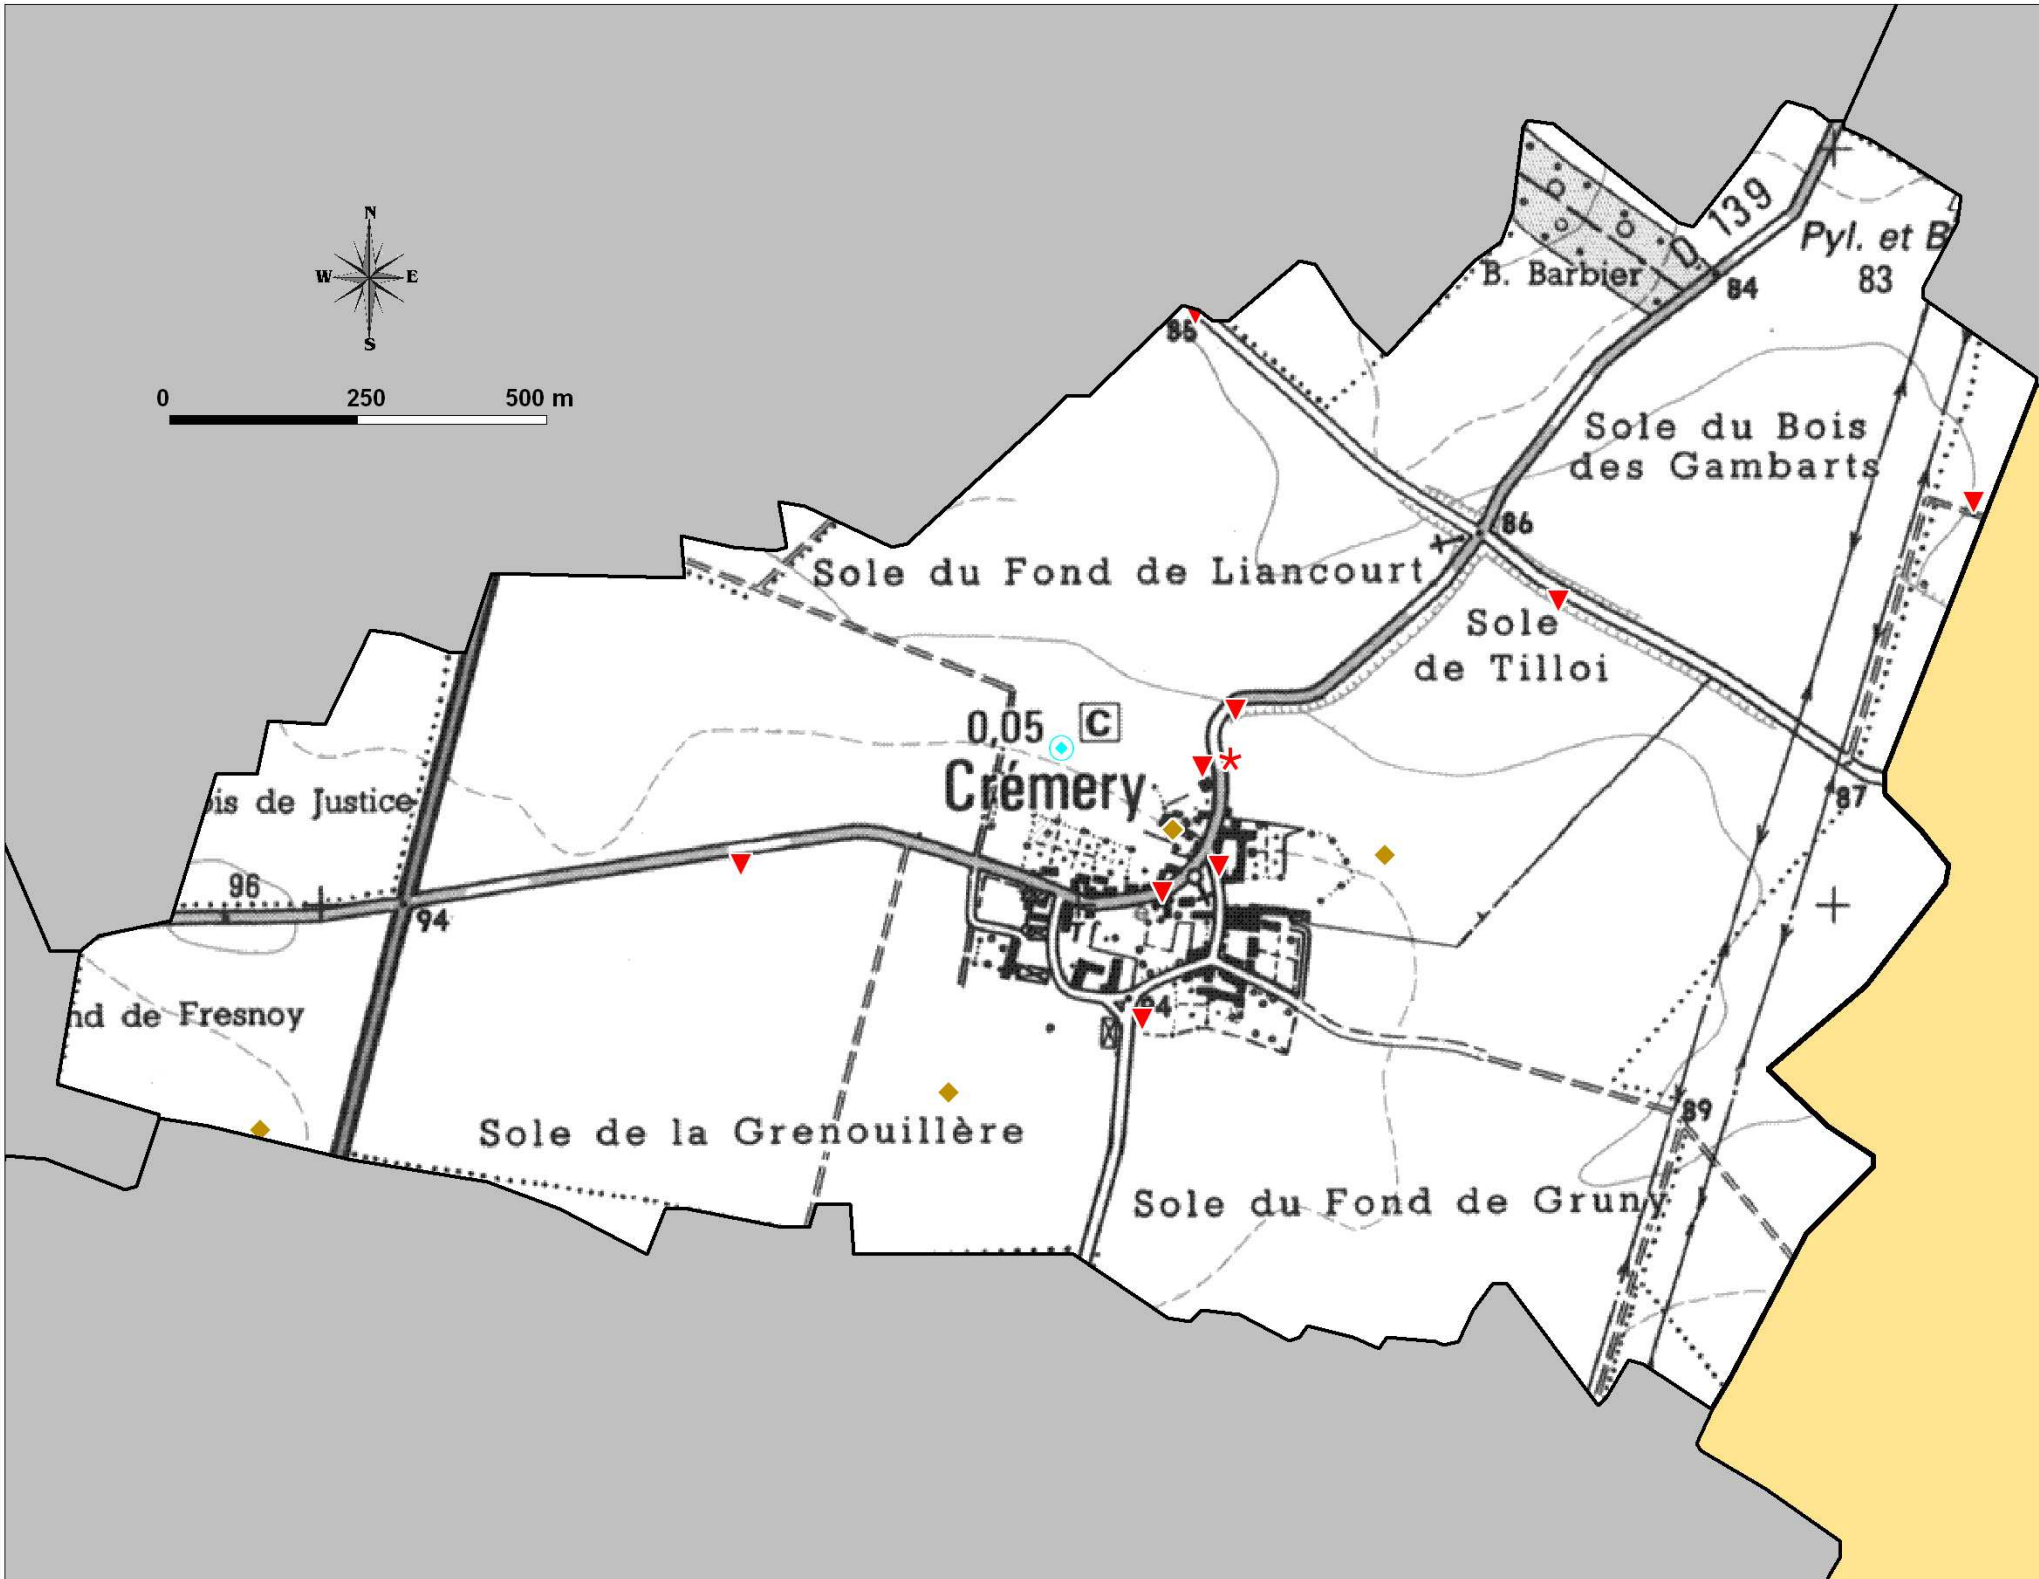 N
W E
S
0 250 500 m
D 139
Pyl. et B
83
B. Barbier
84
85
Sole du Bois
des Gambarts
86
Sole du Fond de Liancourt
Sole
de Tilloi
0,05 C
Crémery
87
is de Justice
96
94
T
nd de Fresnoy
94
89
Sole de la Grenouillère
Sole du Fond de Gruny